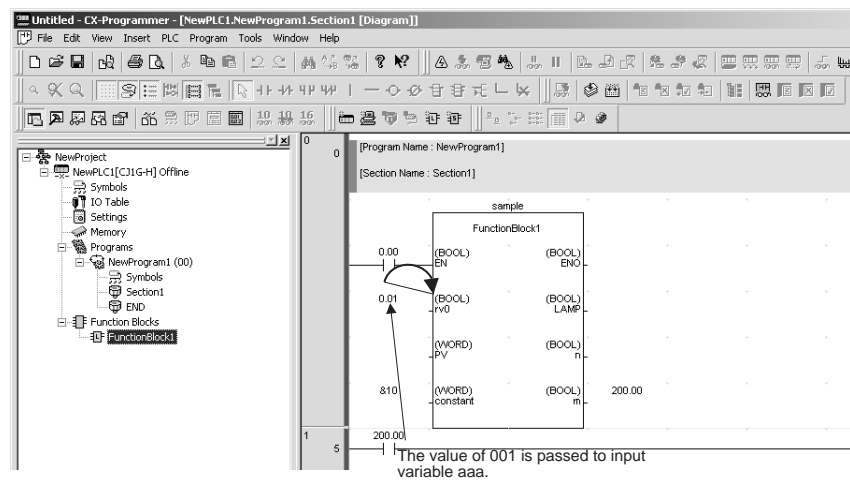 Untitled - CX-Programmer - [NewPLC1.NewProgram1.Section1 [Diagram]]
File Edit View Insert PLC Program Tools Window Help
10 10 16
NewProject
NewPLC1[CJ1G-H] Offline
Symbols
IO Table
Settings
Memory
Programs
NewProgram1 (00)
Symbols
Section1
END
Function Blocks
FunctionBlock1
0
0
[Program Name : NewProgram1]
[Section Name : Section1]
sample
FunctionBlock1
0.00 (BOOL) (BOOL)
EN ENO
0.01 (BOOL) (BOOL)
rv0 LAMP
(WORD) (BOOL)
PV n
&10 (WORD) (BOOL) 200.00
constant m
1
5
200.00
The value of 001 is passed to input
variable aaa.